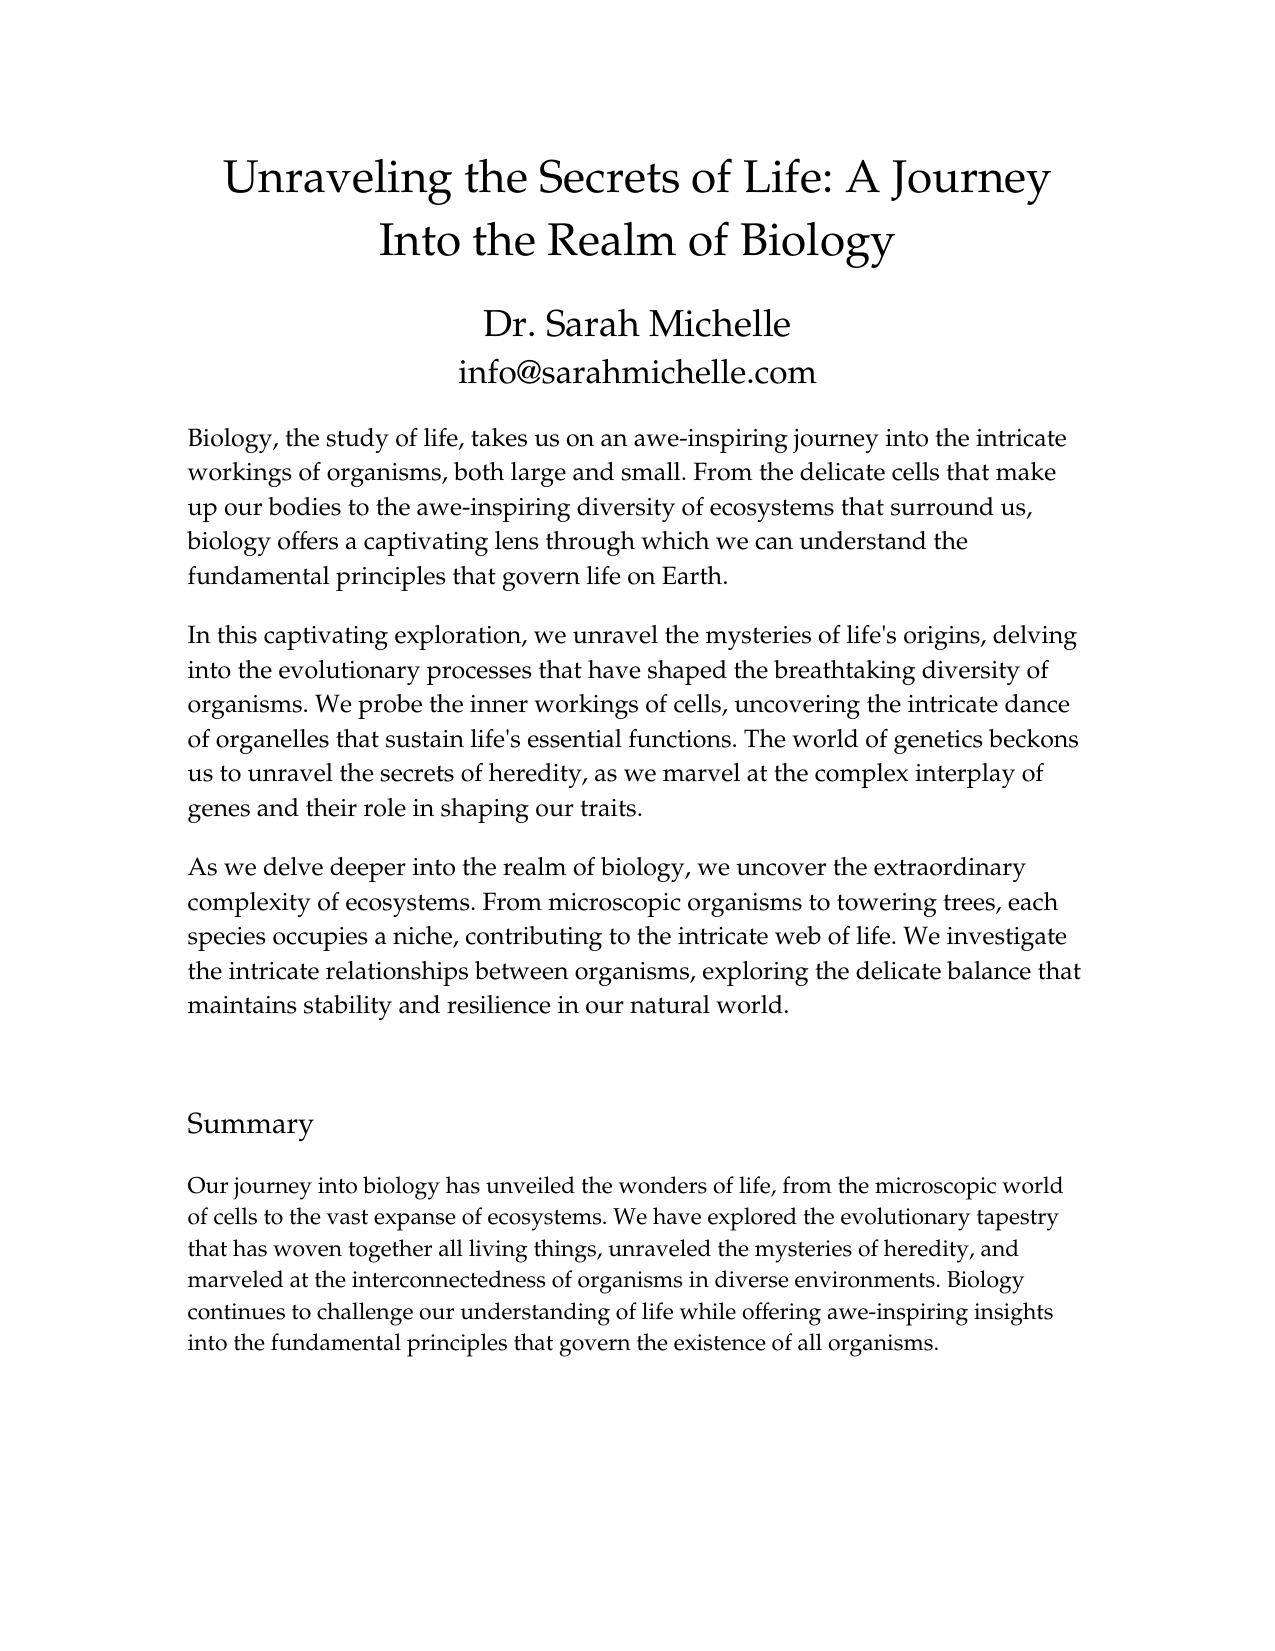 Unraveling the Secrets of Life: A Journey
Into the Realm of Biology
Dr. Sarah Michelle
info@sarahmichelle.com
Biology, the study of life, takes us on an awe-inspiring journey into the intricate
workings of organisms, both large and small. From the delicate cells that make
up our bodies to the awe-inspiring diversity of ecosystems that surround us,
biology offers a captivating lens through which we can understand the
fundamental principles that govern life on Earth.
In this captivating exploration, we unravel the mysteries of life's origins, delving
into the evolutionary processes that have shaped the breathtaking diversity of
organisms. We probe the inner workings of cells, uncovering the intricate dance
of organelles that sustain life's essential functions. The world of genetics beckons
us to unravel the secrets of heredity, as we marvel at the complex interplay of
genes and their role in shaping our traits.
As we delve deeper into the realm of biology, we uncover the extraordinary
complexity of ecosystems. From microscopic organisms to towering trees, each
species occupies a niche, contributing to the intricate web of life. We investigate
the intricate relationships between organisms, exploring the delicate balance that
maintains stability and resilience in our natural world.
Summary
Our journey into biology has unveiled the wonders of life, from the microscopic world
of cells to the vast expanse of ecosystems. We have explored the evolutionary tapestry
that has woven together all living things, unraveled the mysteries of heredity, and
marveled at the interconnectedness of organisms in diverse environments. Biology
continues to challenge our understanding of life while offering awe-inspiring insights
into the fundamental principles that govern the existence of all organisms.